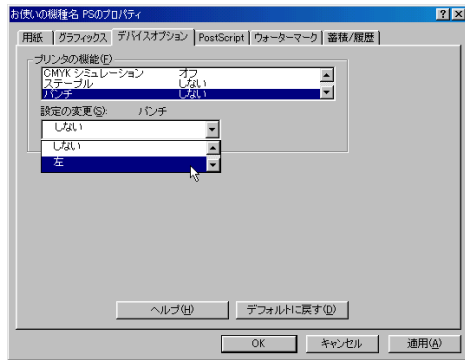 お使いの機種名 PSのプロパティ
用紙 グラフィックス デバイスオプション PostScript ウォーターマーク 蓄積/履歴
プリンタの機能(F)
CMYK シミュレーション オフ
ステープル しない
パンチ しない
設定の変更(S): パンチ
しない
しない
左
ヘルプ(H) デフォルトに戻す(D)
OK キャンセル 適用(A)